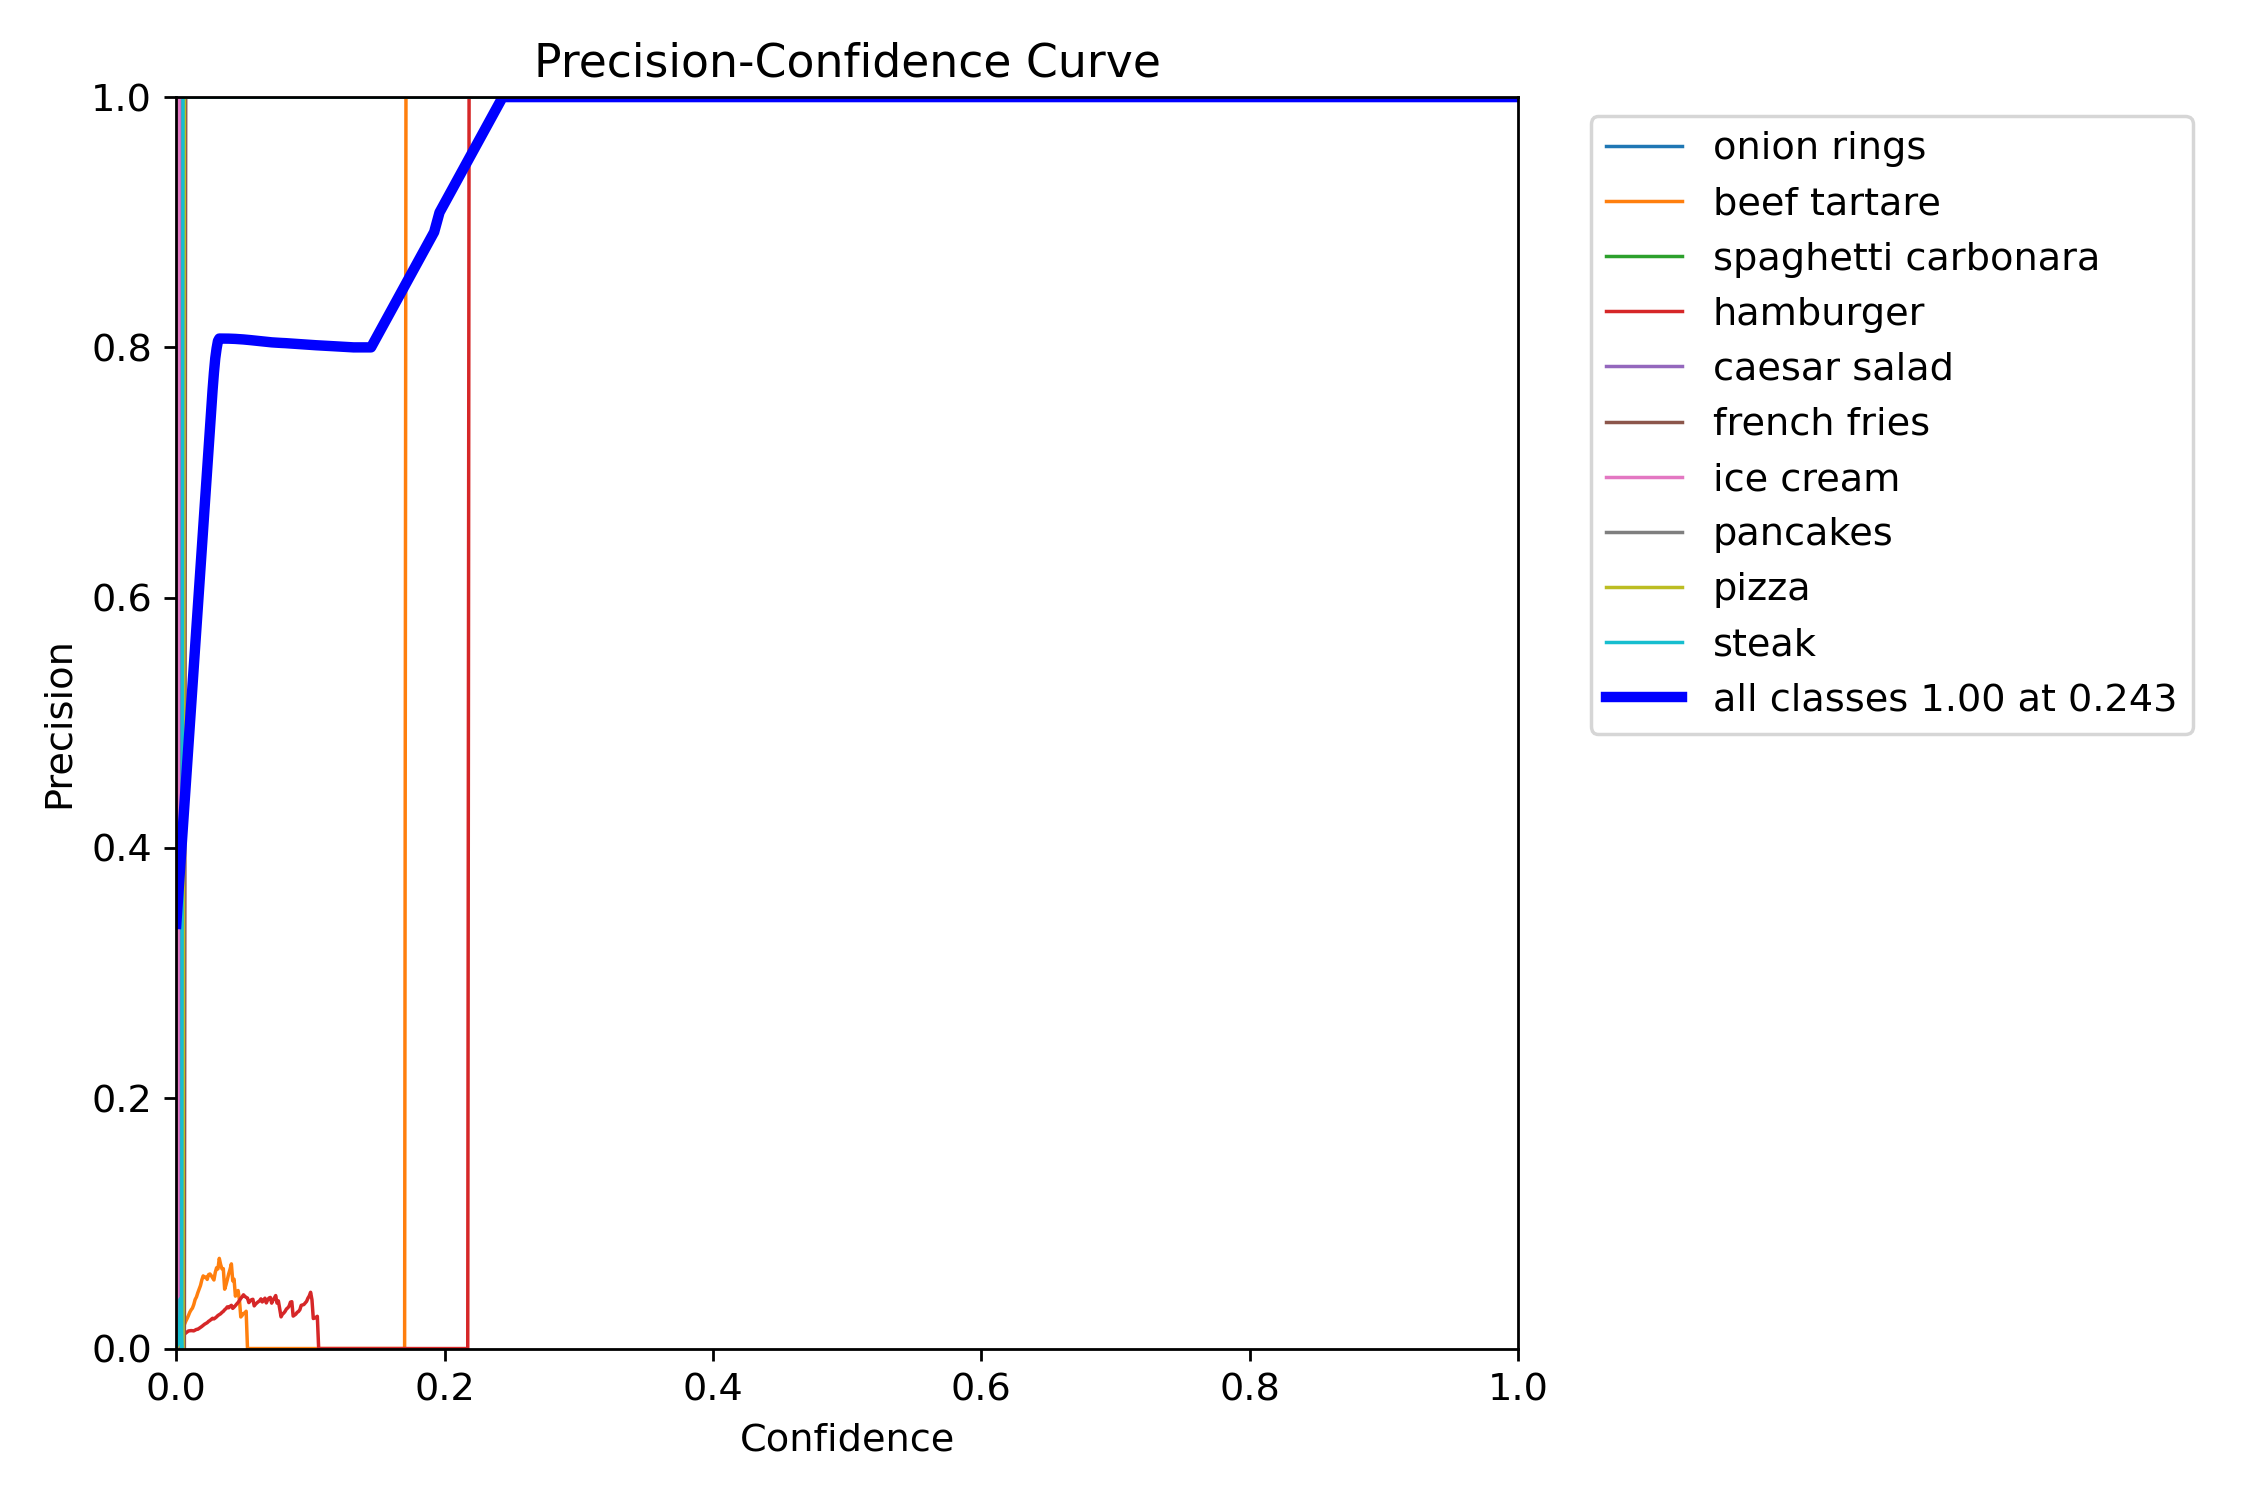 Precision-Confidence Curve
1.0
0.8
0.6
0.4
0.2
0.0
Precision
0.0 0.2 0.4 0.6 0.8 1.0
Confidence
onion rings
beef tartare
spaghetti carbonara
hamburger
caesar salad
french fries
ice cream
pancakes
pizza
steak
all classes 1.00 at 0.243